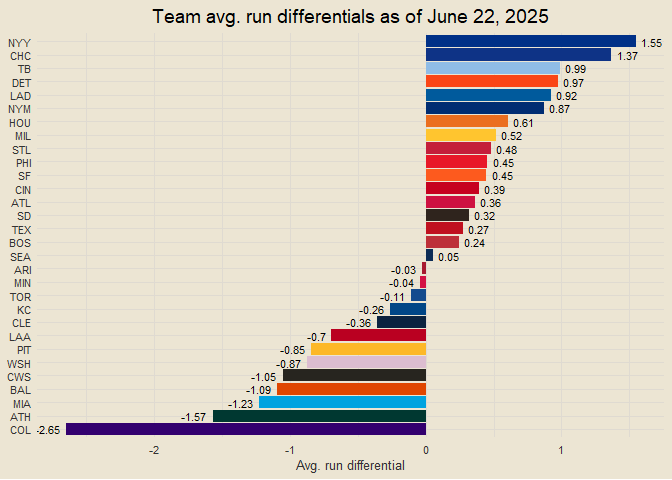 Team avg. run differentials as of June 22, 2025
NYY 1.55
CHC 1.37
TB 0.99
DET 0.97
LAD 0.92
NYM 0.87
HOU 0.61
MIL 0.52
STL 0.48
PHI 0.45
SF 0.45
CIN 0.39
ATL 0.36
SD 0.32
TEX 0.27
BOS 0.24
SEA 0.05
ARI -0.03
MIN -0.04
TOR -0.11
KC -0.26
CLE -0.36
LAA -0.7
PIT -0.85
WSH -0.87
CWS -1.05
BAL -1.09
MIA -1.23
ATH -1.57
COL -2.65
-2 -1 0 1
Avg. run differential